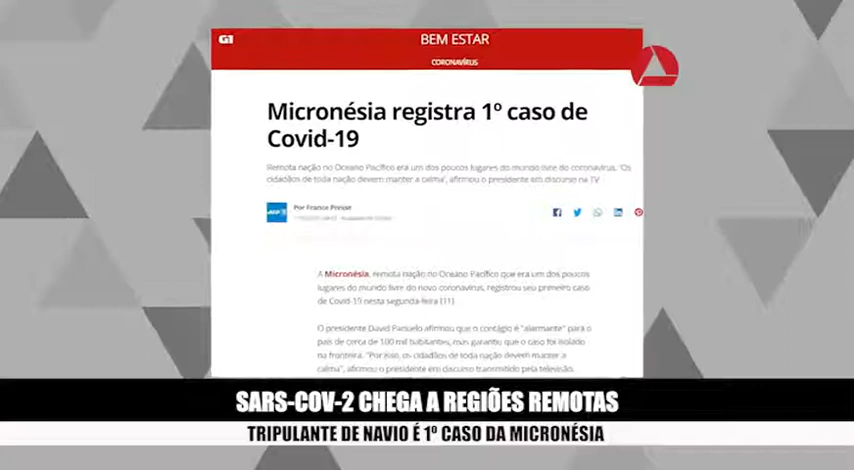 G1
BEM ESTAR
CORONAVÍRUS
Micronésia registra 1º caso de
Covid-19
Remota nação no Oceano Pacífico era um dos poucos lugares do mundo livre do coronavírus. 'Os
cidadãos de toda nação devem manter a calma', afirmou o presidente em discurso na TV
AFP
Por France Presse
A Micronésia, remota nação no Oceano Pacífico que era um dos poucos
lugares do mundo livre do novo coronavírus, registrou seu primeiro caso
de Covid-19 nesta segunda-feira (11).
O presidente David Panuelo afirmou que o contágio é "alarmante" para o
país de cerca de 100 mil habitantes, mas garantiu que o caso foi isolado
na fronteira. "Por isso, os cidadãos de toda nação devem manter a
calma", afirmou o presidente em discurso transmitido pela televisão.
SARS-COV-2 CHEGA A REGIÕES REMOTAS
TRIPULANTE DE NAVIO É 1º CASO DA MICRONÉSIA